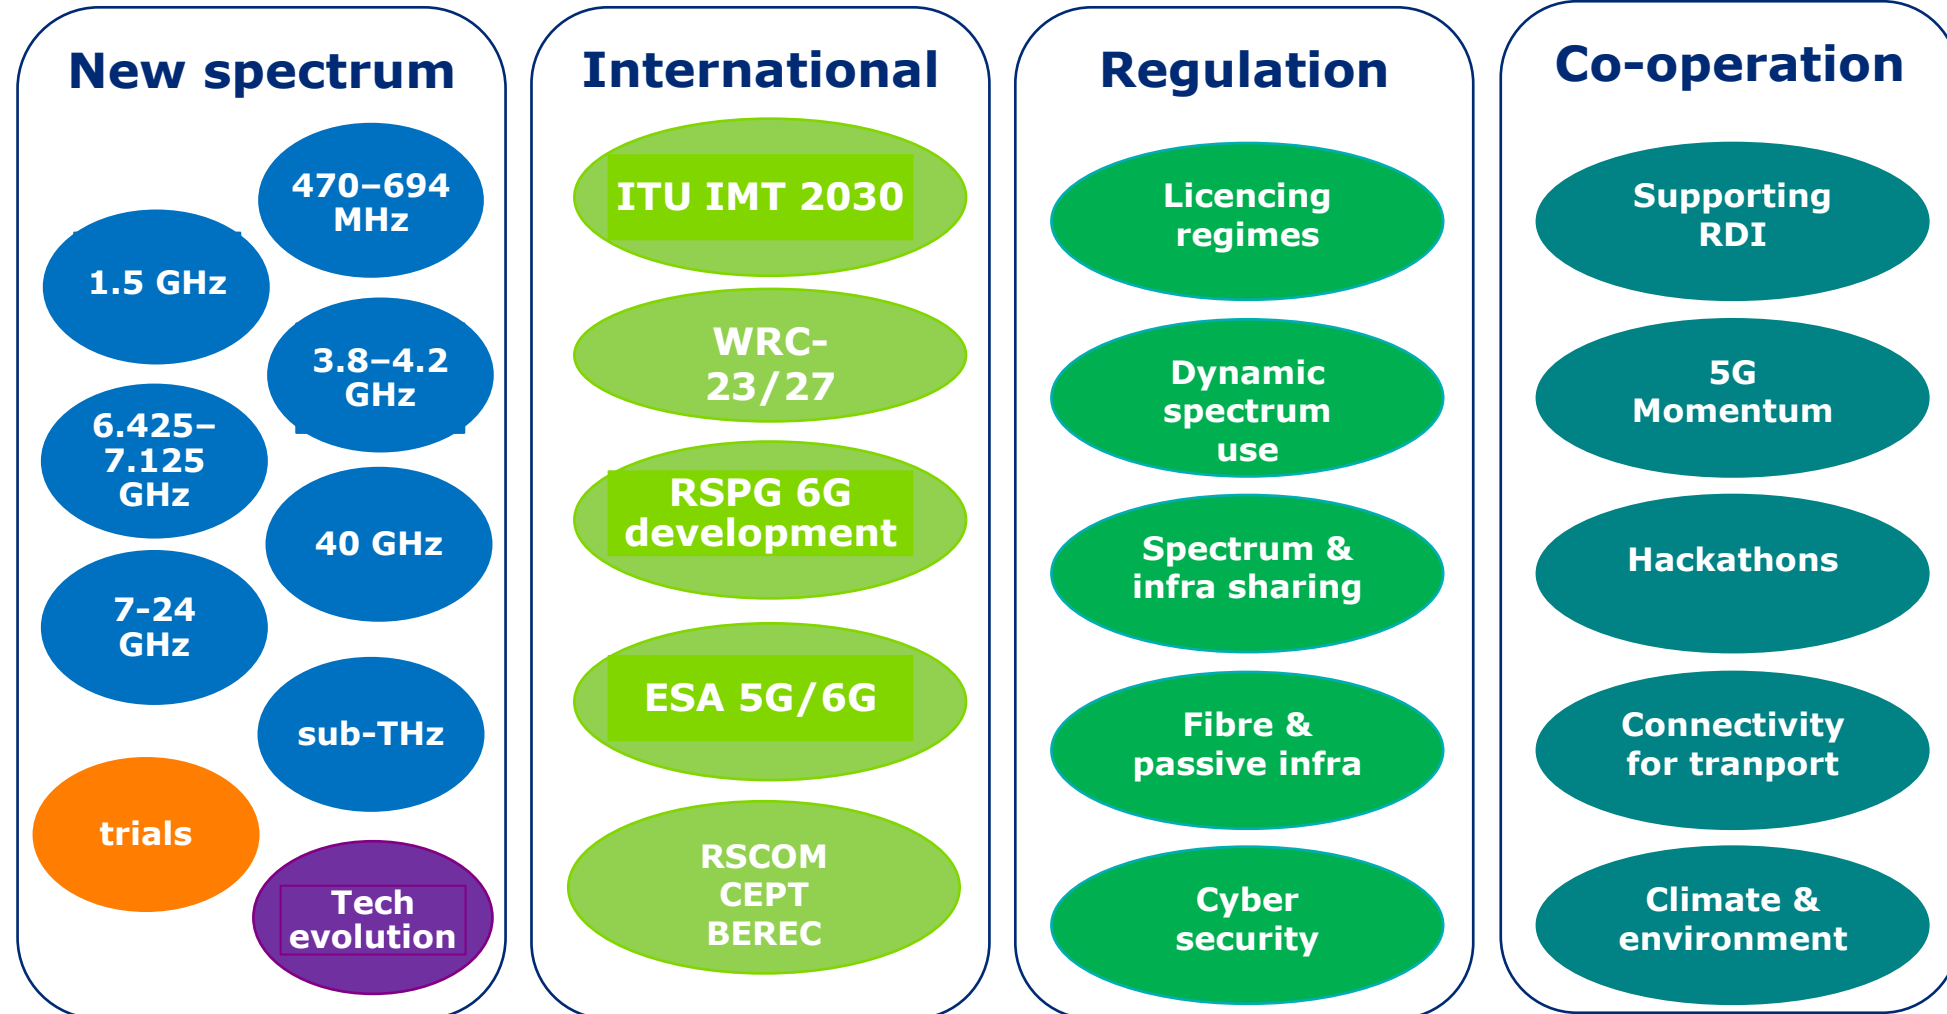 New spectrum
470–694
MHz
1.5 GHz
3.8–4.2
GHz
6.425–
7.125
GHz
40 GHz
7-24
GHz
sub-THz
trials
Tech
evolution
International
ITU IMT 2030
WRC-
23/27
RSPG 6G
development
ESA 5G/6G
RSCOM
CEPT
BEREC
Regulation
Licencing
regimes
Dynamic
spectrum
use
Spectrum &
infra sharing
Fibre &
passive infra
Cyber
security
Co-operation
Supporting
RDI
5G
Momentum
Hackathons
Connectivity
for tranport
Climate &
environment